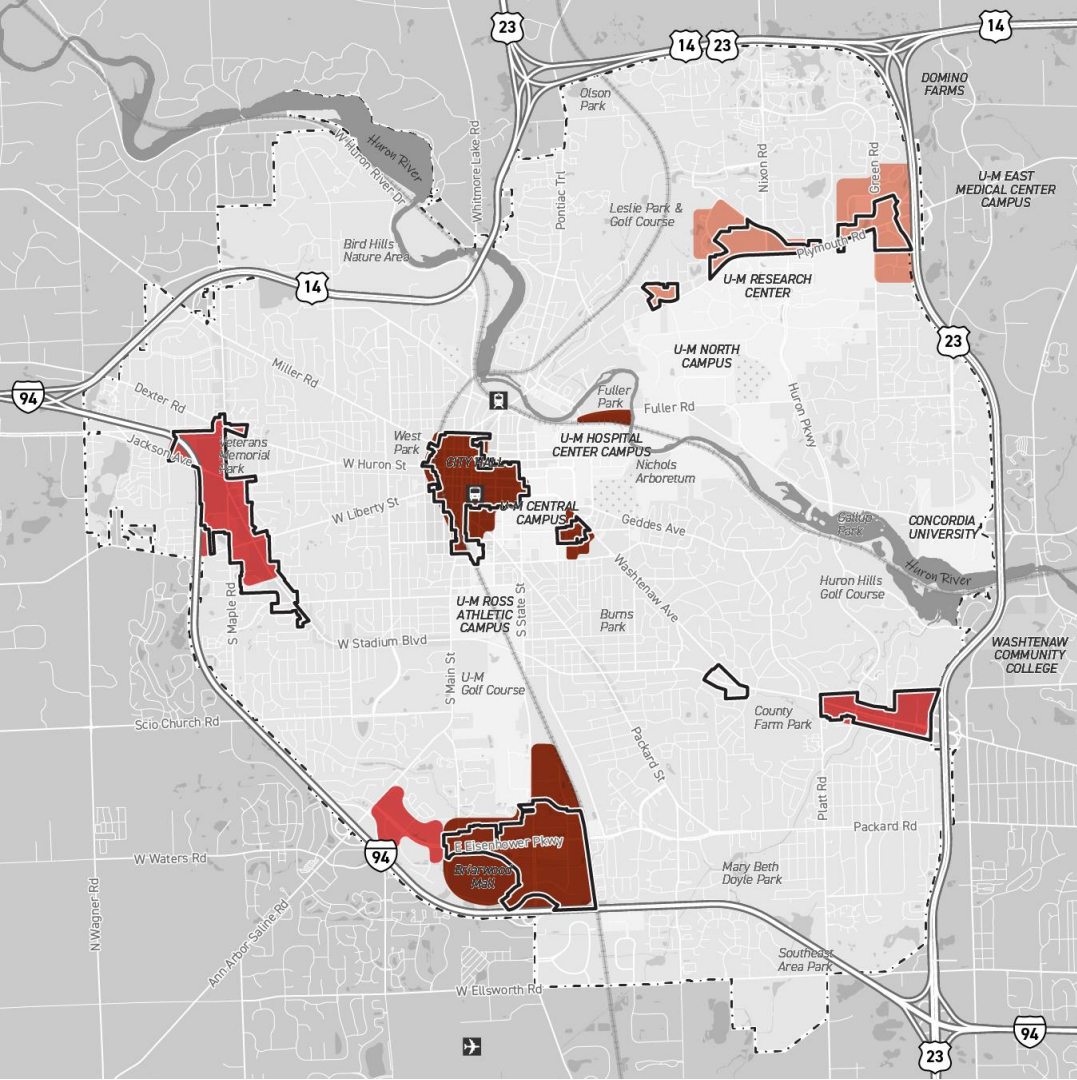 23
14
14 23
DOMINO
FARMS
Olson
Park
Huron River
W Huron River Dr
Whitmore Lake Rd
Pontiac Trl
Nixon Rd
Green Rd
U-M EAST
MEDICAL CENTER
CAMPUS
Leslie Park &
Golf Course
Bird Hills
Nature Area
Plymouth Rd
14
U-M RESEARCH
CENTER
23
U-M NORTH
CAMPUS
Miller Rd
94
Dexter Rd
Fuller
Park
Fuller Rd
Huron Pkwy
Jackson Ave
Veterans
Memorial
Park
West
Park
W Huron St
CITY HALL
U-M HOSPITAL
CENTER CAMPUS
Nichols
Arboretum
W Liberty St
U-M CENTRAL
CAMPUS
Geddes Ave
Gallup
Park
CONCORDIA
UNIVERSITY
Huron River
Washtenaw Ave
Huron Hills
Golf Course
S Maple Rd
U-M ROSS
ATHLETIC
CAMPUS
S State St
Burns
Park
W Stadium Blvd
WASHTENAW
COMMUNITY
COLLEGE
S Main St
U-M
Golf Course
County
Farm Park
Scio Church Rd
Packard St
Platt Rd
Packard Rd
E Eisenhower Pkwy
94
W Waters Rd
Briarwood
Mall
Mary Beth
Doyle Park
N Wagner Rd
Ann Arbor Saline Rd
Southeast
Area Park
W Ellsworth Rd
94
23